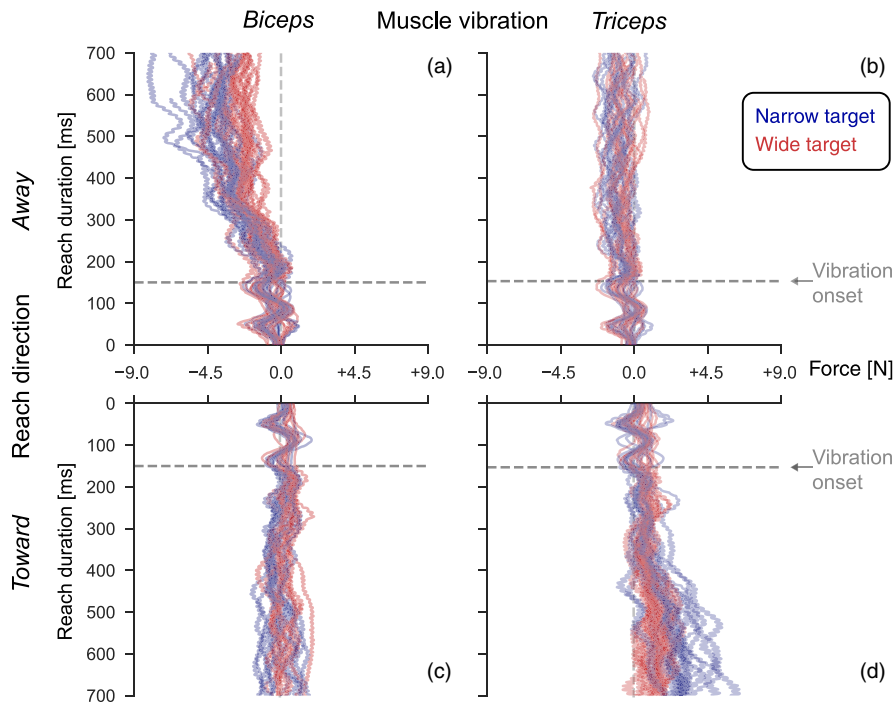 Biceps Muscle vibration Triceps
700 (a) (b)
600
500
400
300
200
100
0
Reach duration [ms]
Away
Narrow target
Wide target
Vibration
onset
−9.0 −4.5 0.0 +4.5 +9.0
−9.0 −4.5 0.0 +4.5 +9.0
Force [N]
Reach direction
0
100
200
300
400
500
600
700
Reach duration [ms]
Toward
Vibration
onset
(c) (d)